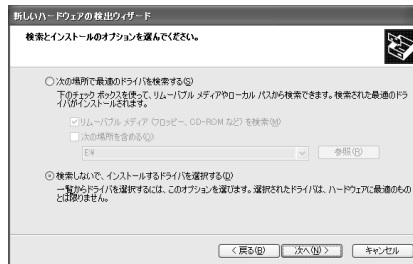 新しいハードウェアの検出ウィザード
検索とインストールのオプションを選んでください。
次の場所で最適のドライバを検索する(S)
下のチェック ボックスを使って、リムーバブル メディアやローカル パスから検索できます。検索された最適のドラ
イバがインストールされます。
リムーバブル メディア (フロッピー、CD-ROM など) を検索(M)
次の場所を含める(O)
E¥
参照(R)
検索しないで、インストールするドライバを選択する(D)
一覧からドライバを選択するには、このオプションを選びます。選択されたドライバは、ハードウェアに最適のもの
とは限りません。
< 戻る(B)
次へ(N) >
キャンセル